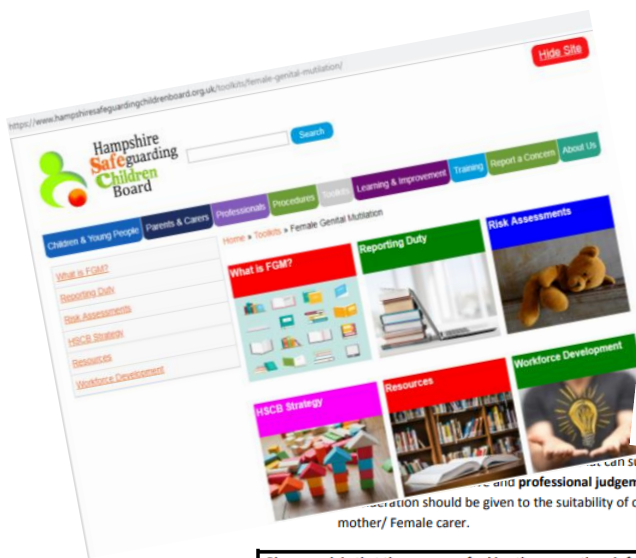 https://www.hampshiresafeguardingchildrenboard.org.uk/toolkits/female-genital-mutilation/
Hide Site
Hampshire
Safeguarding
Children
Board
Search
Children & Young People
Parents & Carers
Professionals
Procedures
Toolkits
Learning & Improvement
Training
Report a Concern
About Us
Home » Toolkits » Female Genital Mutilation
What is FGM?
Reporting Duty
Risk Assessments
HSCB Strategy
Resources
Workforce Development
What is FGM?
Reporting Duty
Risk Assessments
HSCB Strategy
Resources
Workforce Development
can
and professional
should be given to the suitability of
mother/ Female carer.